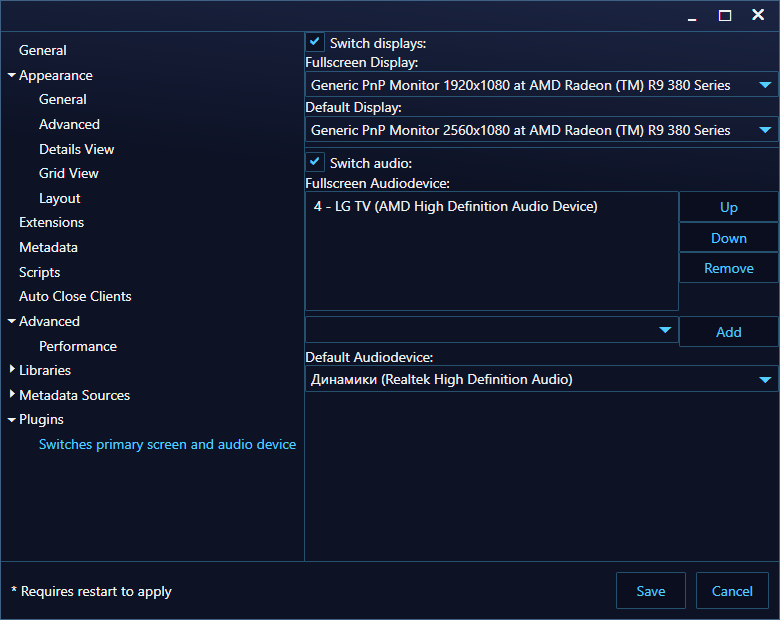 General
Appearance
General
Advanced
Details View
Grid View
Layout
Extensions
Metadata
Scripts
Auto Close Clients
Advanced
Performance
Libraries
Metadata Sources
Plugins
Switches primary screen and audio device
Switch displays:
Fullscreen Display:
Generic PnP Monitor 1920x1080 at AMD Radeon (TM) R9 380 Series
Default Display:
Generic PnP Monitor 2560x1080 at AMD Radeon (TM) R9 380 Series
Switch audio:
Fullscreen Audiodevice:
4 - LG TV (AMD High Definition Audio Device)
Up
Down
Remove
Add
Default Audiodevice:
Динамики (Realtek High Definition Audio)
* Requires restart to apply
Save
Cancel